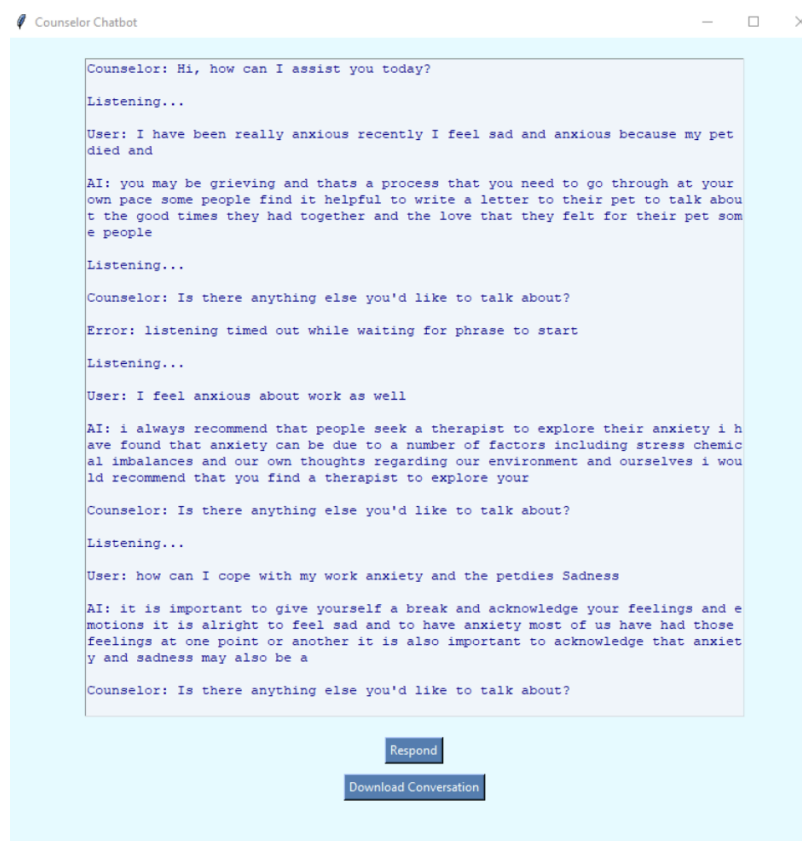 Counselor Chatbot
Counselor: Hi, how can I assist you today?
Listening...
User: I have been really anxious recently I feel sad and anxious because my pet
died and
AI: you may be grieving and thats a process that you need to go through at your
own pace some people find it helpful to write a letter to their pet to talk abou
t the good times they had together and the love that they felt for their pet som
e people
Listening...
Counselor: Is there anything else you'd like to talk about?
Error: listening timed out while waiting for phrase to start
Listening...
User: I feel anxious about work as well
AI: i always recommend that people seek a therapist to explore their anxiety i h
ave found that anxiety can be due to a number of factors including stress chemic
al imbalances and our own thoughts regarding our environment and ourselves i wou
ld recommend that you find a therapist to explore your
Counselor: Is there anything else you'd like to talk about?
Listening...
User: how can I cope with my work anxiety and the petdies Sadness
AI: it is important to give yourself a break and acknowledge your feelings and e
motions it is alright to feel sad and to have anxiety most of us have had those
feelings at one point or another it is also important to acknowledge that anxiet
y and sadness may also be a
Counselor: Is there anything else you'd like to talk about?
Respond
Download Conversation